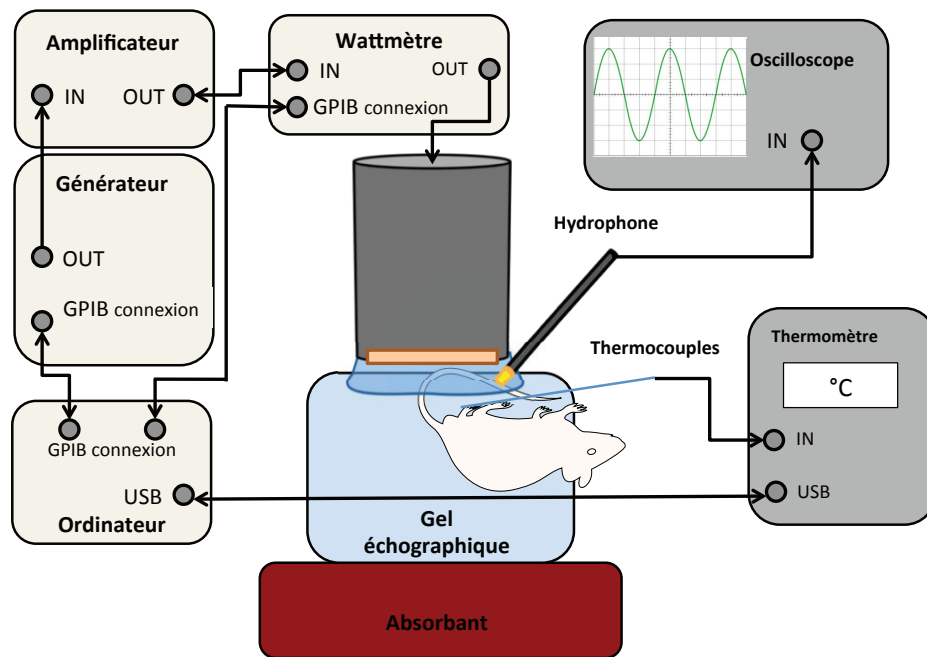 Amplificateur
IN
OUT
Wattmètre
IN
OUT
GPIB connexion
Oscilloscope
IN
Générateur
OUT
GPIB connexion
Hydrophone
Thermocouples
Thermomètre
°C
IN
USB
GPIB connexion
USB
Ordinateur
Gel
échographique
Absorbant